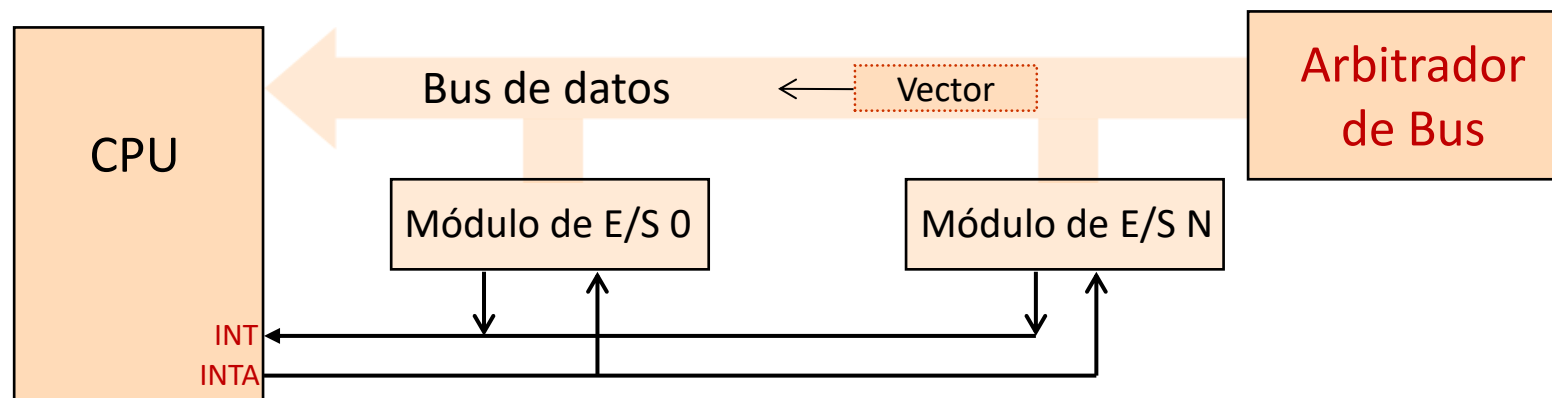 Arbitrador
de Bus
Bus de datos
Vector
CPU
Módulo de E/S 0
Módulo de E/S N
INT
INTA